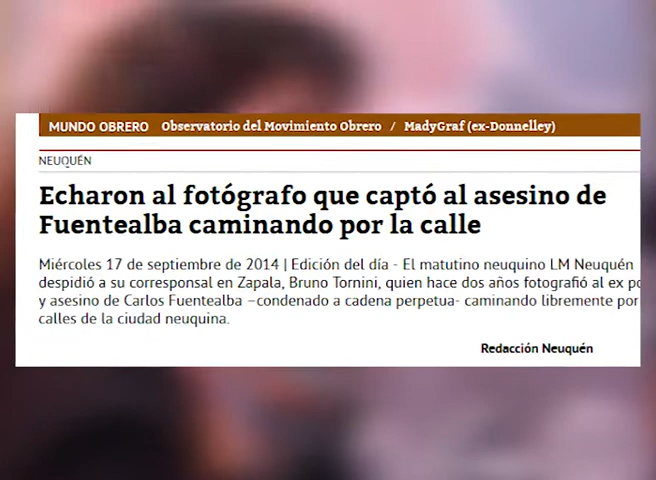 MUNDO OBRERO Observatorio del Movimiento Obrero / MadyGraf (ex-Donnelley)
NEUQUÉN
Echaron al fotógrafo que captó al asesino de
Fuentealba caminando por la calle
Miércoles 17 de septiembre de 2014 | Edición del día - El matutino neuquino LM Neuquén
despidió a su corresponsal en Zapala, Bruno Tornini, quien hace dos años fotografió al ex
y asesino de Carlos Fuentealba –condenado a cadena perpetua- caminando libremente por
calles de la ciudad neuquina.
Redacción Neuquén